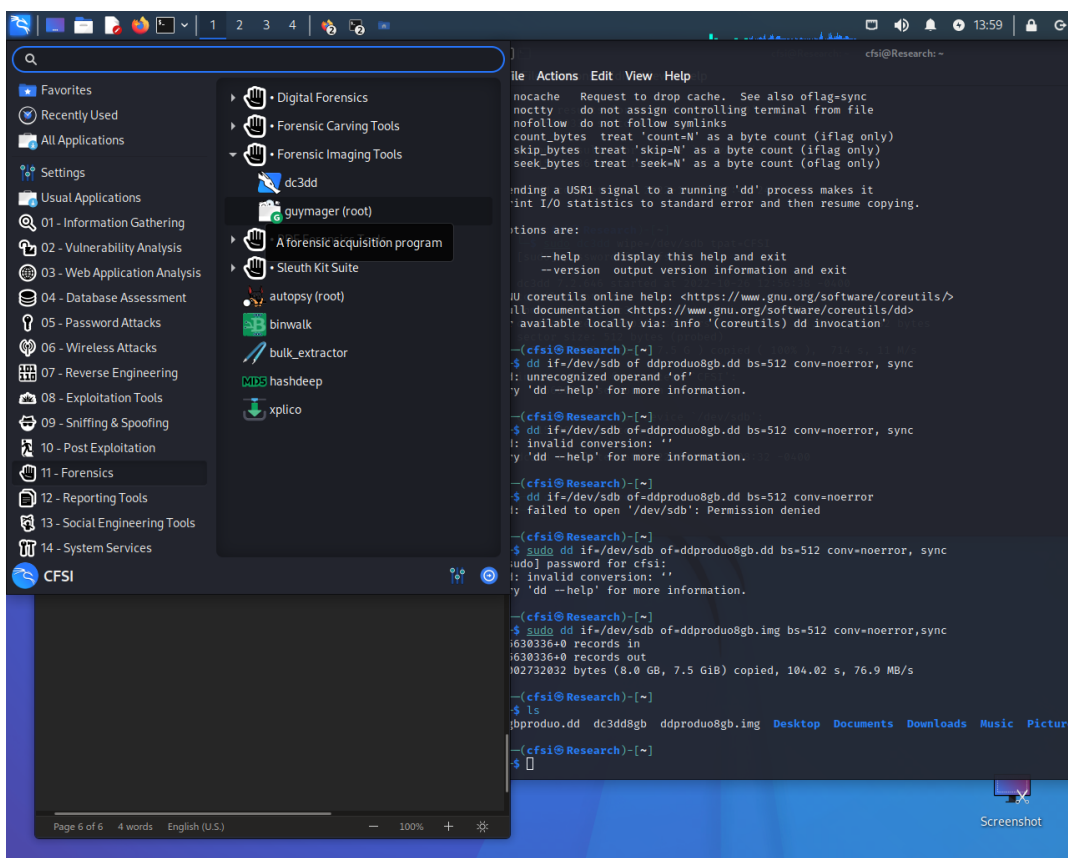 1 2 3 4
2
2
13:59
Favorites
Recently Used
All Applications
Settings
Usual Applications
01 - Information Gathering
02 - Vulnerability Analysis
03 - Web Application Analysis
04 - Database Assessment
05 - Password Attacks
06 - Wireless Attacks
07 - Reverse Engineering
08 - Exploitation Tools
09 - Sniffing & Spoofing
10 - Post Exploitation
11 - Forensics
12 - Reporting Tools
13 - Social Engineering Tools
14 - System Services
CFSI
• Digital Forensics
• Forensic Carving Tools
• Forensic Imaging Tools
dc3dd
guymager (root)
A forensic acquisition program
• Sleuth Kit Suite
autopsy (root)
binwalk
bulk_extractor
MD5 hashdeep
xplico
cfsi@Research: ~
ile Actions Edit View Help
nocache Request to drop cache. See also oflag=sync
noctty do not assign controlling terminal from file
nofollow do not follow symlinks
count_bytes treat 'count=N' as a byte count (iflag only)
skip_bytes treat 'skip=N' as a byte count (iflag only)
seek_bytes treat 'seek=N' as a byte count (oflag only)
ending a USR1 signal to a running 'dd' process makes it
rint I/O statistics to standard error and then resume copying.
ptions are:
--help display this help and exit
--version output version information and exit
NU coreutils online help: <https://www.gnu.org/software/coreutils/>
ull documentation <https://www.gnu.org/software/coreutils/dd>
r available locally via: info '(coreutils) dd invocation'
—(cfsi㉿Research)-[~]
$ dd if=/dev/sdb of ddproduo8gb.dd bs=512 conv=noerror, sync
d: unrecognized operand ‘of’
ry 'dd --help' for more information.
—(cfsi㉿Research)-[~]
$ dd if=/dev/sdb of=ddproduo8gb.dd bs=512 conv=noerror, sync
d: invalid conversion: ‘’
ry 'dd --help' for more information.
—(cfsi㉿Research)-[~]
$ dd if=/dev/sdb of=ddproduo8gb.dd bs=512 conv=noerror
d: failed to open '/dev/sdb': Permission denied
—(cfsi㉿Research)-[~]
$ sudo dd if=/dev/sdb of=ddproduo8gb.dd bs=512 conv=noerror, sync
sudo] password for cfsi:
d: invalid conversion: ‘’
ry 'dd --help' for more information.
—(cfsi㉿Research)-[~]
$ sudo dd if=/dev/sdb of=ddproduo8gb.img bs=512 conv=noerror,sync
5630336+0 records in
5630336+0 records out
002732032 bytes (8.0 GB, 7.5 GiB) copied, 104.02 s, 76.9 MB/s
—(cfsi㉿Research)-[~]
$ ls
gbproduo.dd dc3dd8gb ddproduo8gb.img Desktop Documents Downloads Music Pictur
—(cfsi㉿Research)-[~]
$
Page 6 of 6 4 words English (U.S.) — 100% +
Screenshot